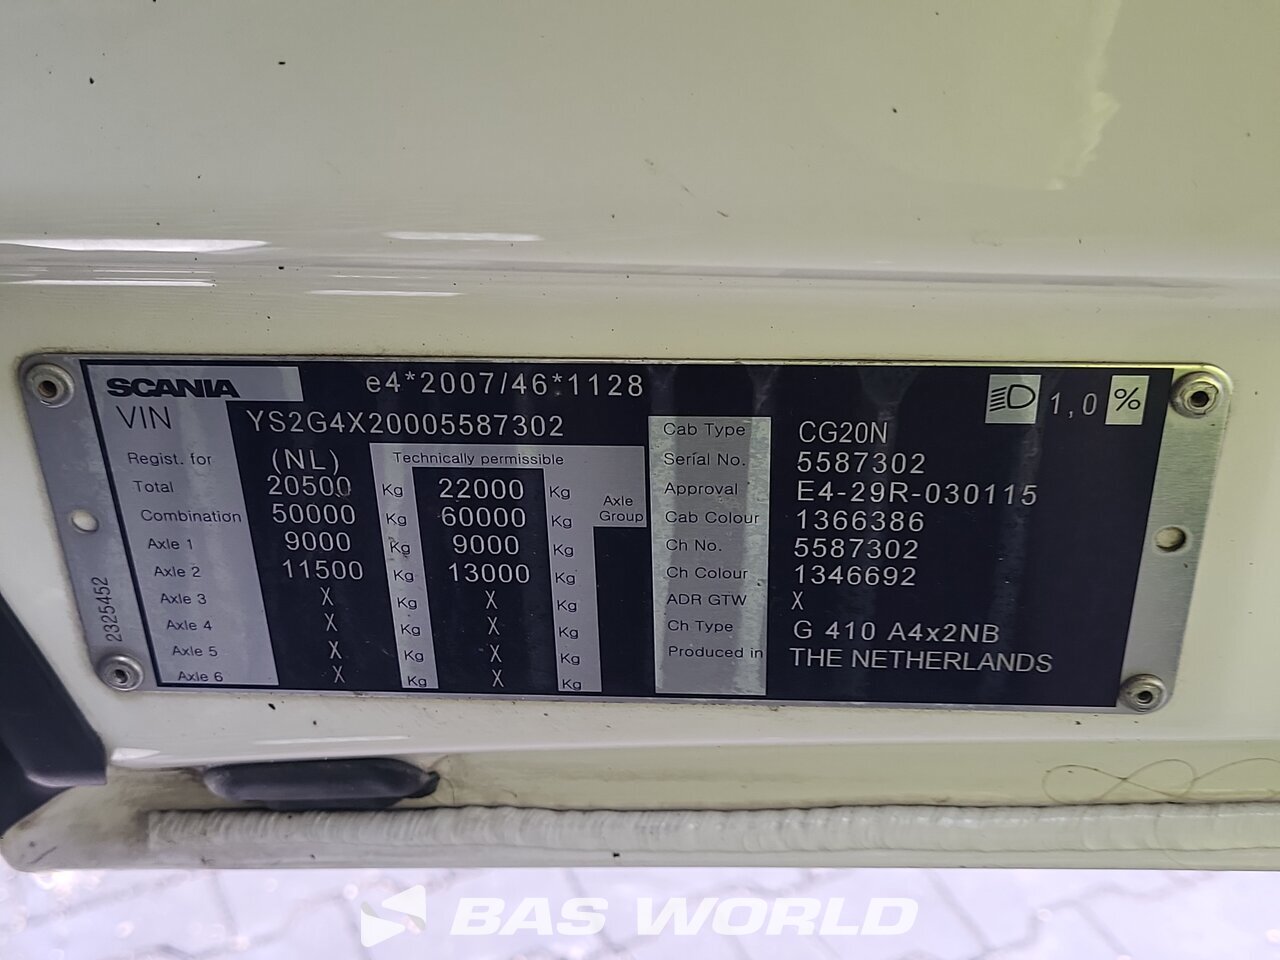 SCANIA e4*2007/46*1128 1,0 %
VIN YS2G4X20005587302
Regist. for (NL) Technically permissible
Total 20500 Kg 22000 Kg Axle Group
Combination 50000 Kg 60000 Kg
Axle 1 9000 Kg 9000 Kg
Axle 2 11500 Kg 13000 Kg
Axle 3 X Kg X Kg
Axle 4 X Kg X Kg
Axle 5 X Kg X Kg
Axle 6 X Kg X Kg
Cab Type CG20N
Serial No. 5587302
Approval E4-29R-030115
Cab Colour 1366386
Ch No. 5587302
Ch Colour 1346692
ADR GTW X
Ch Type G 410 A4x2NB
Produced in THE NETHERLANDS
2325452
BAS WORLD